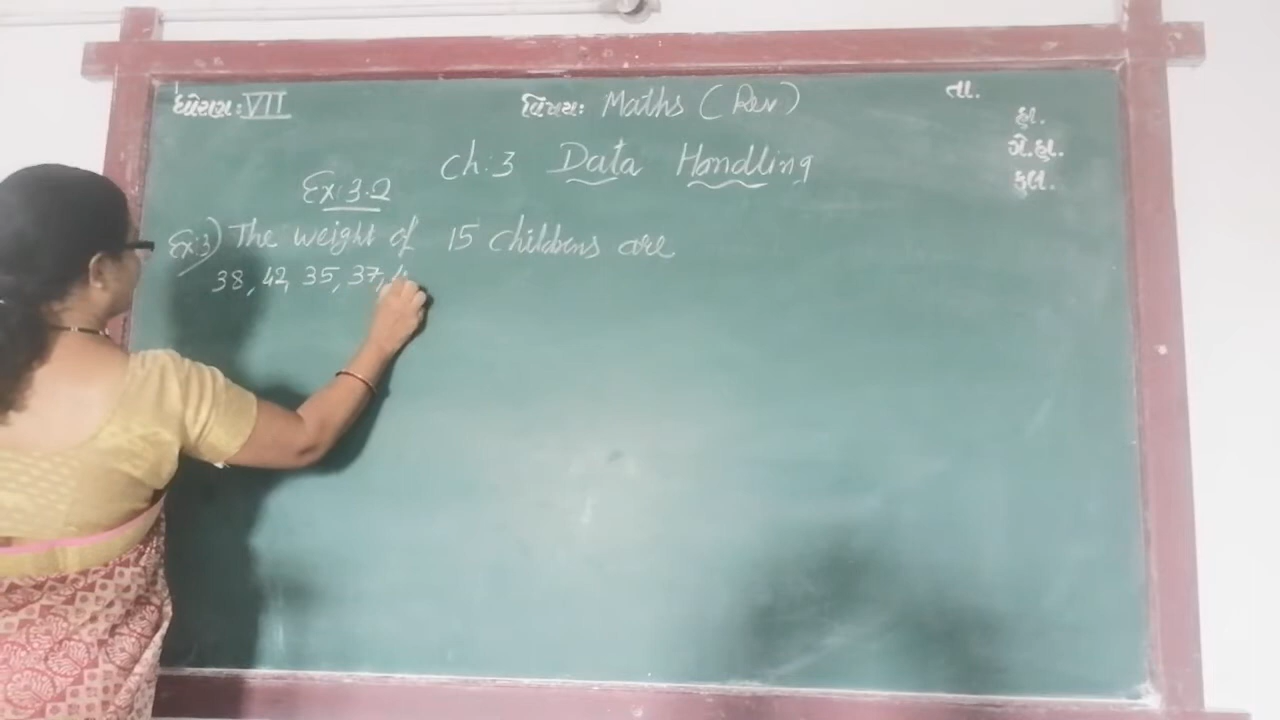 ધોરણ: VII વિષય: Maths (Rev) તા.
હા.
ગે.હા.
કુલ.
Ch:3 Data Handling
Ex:3.2
Ex:3) The weight of 15 childrens are
38, 42, 35, 37,